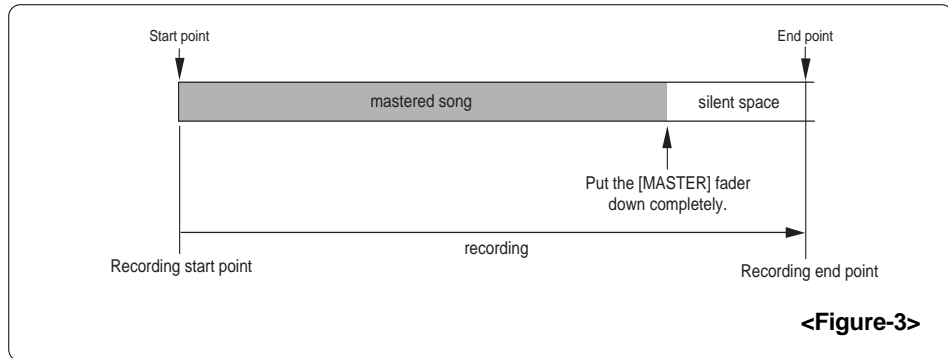 Start point
End point
mastered song
silent space
Put the [MASTER] fader
down completely.
recording
Recording start point
Recording end point
<Figure-3>